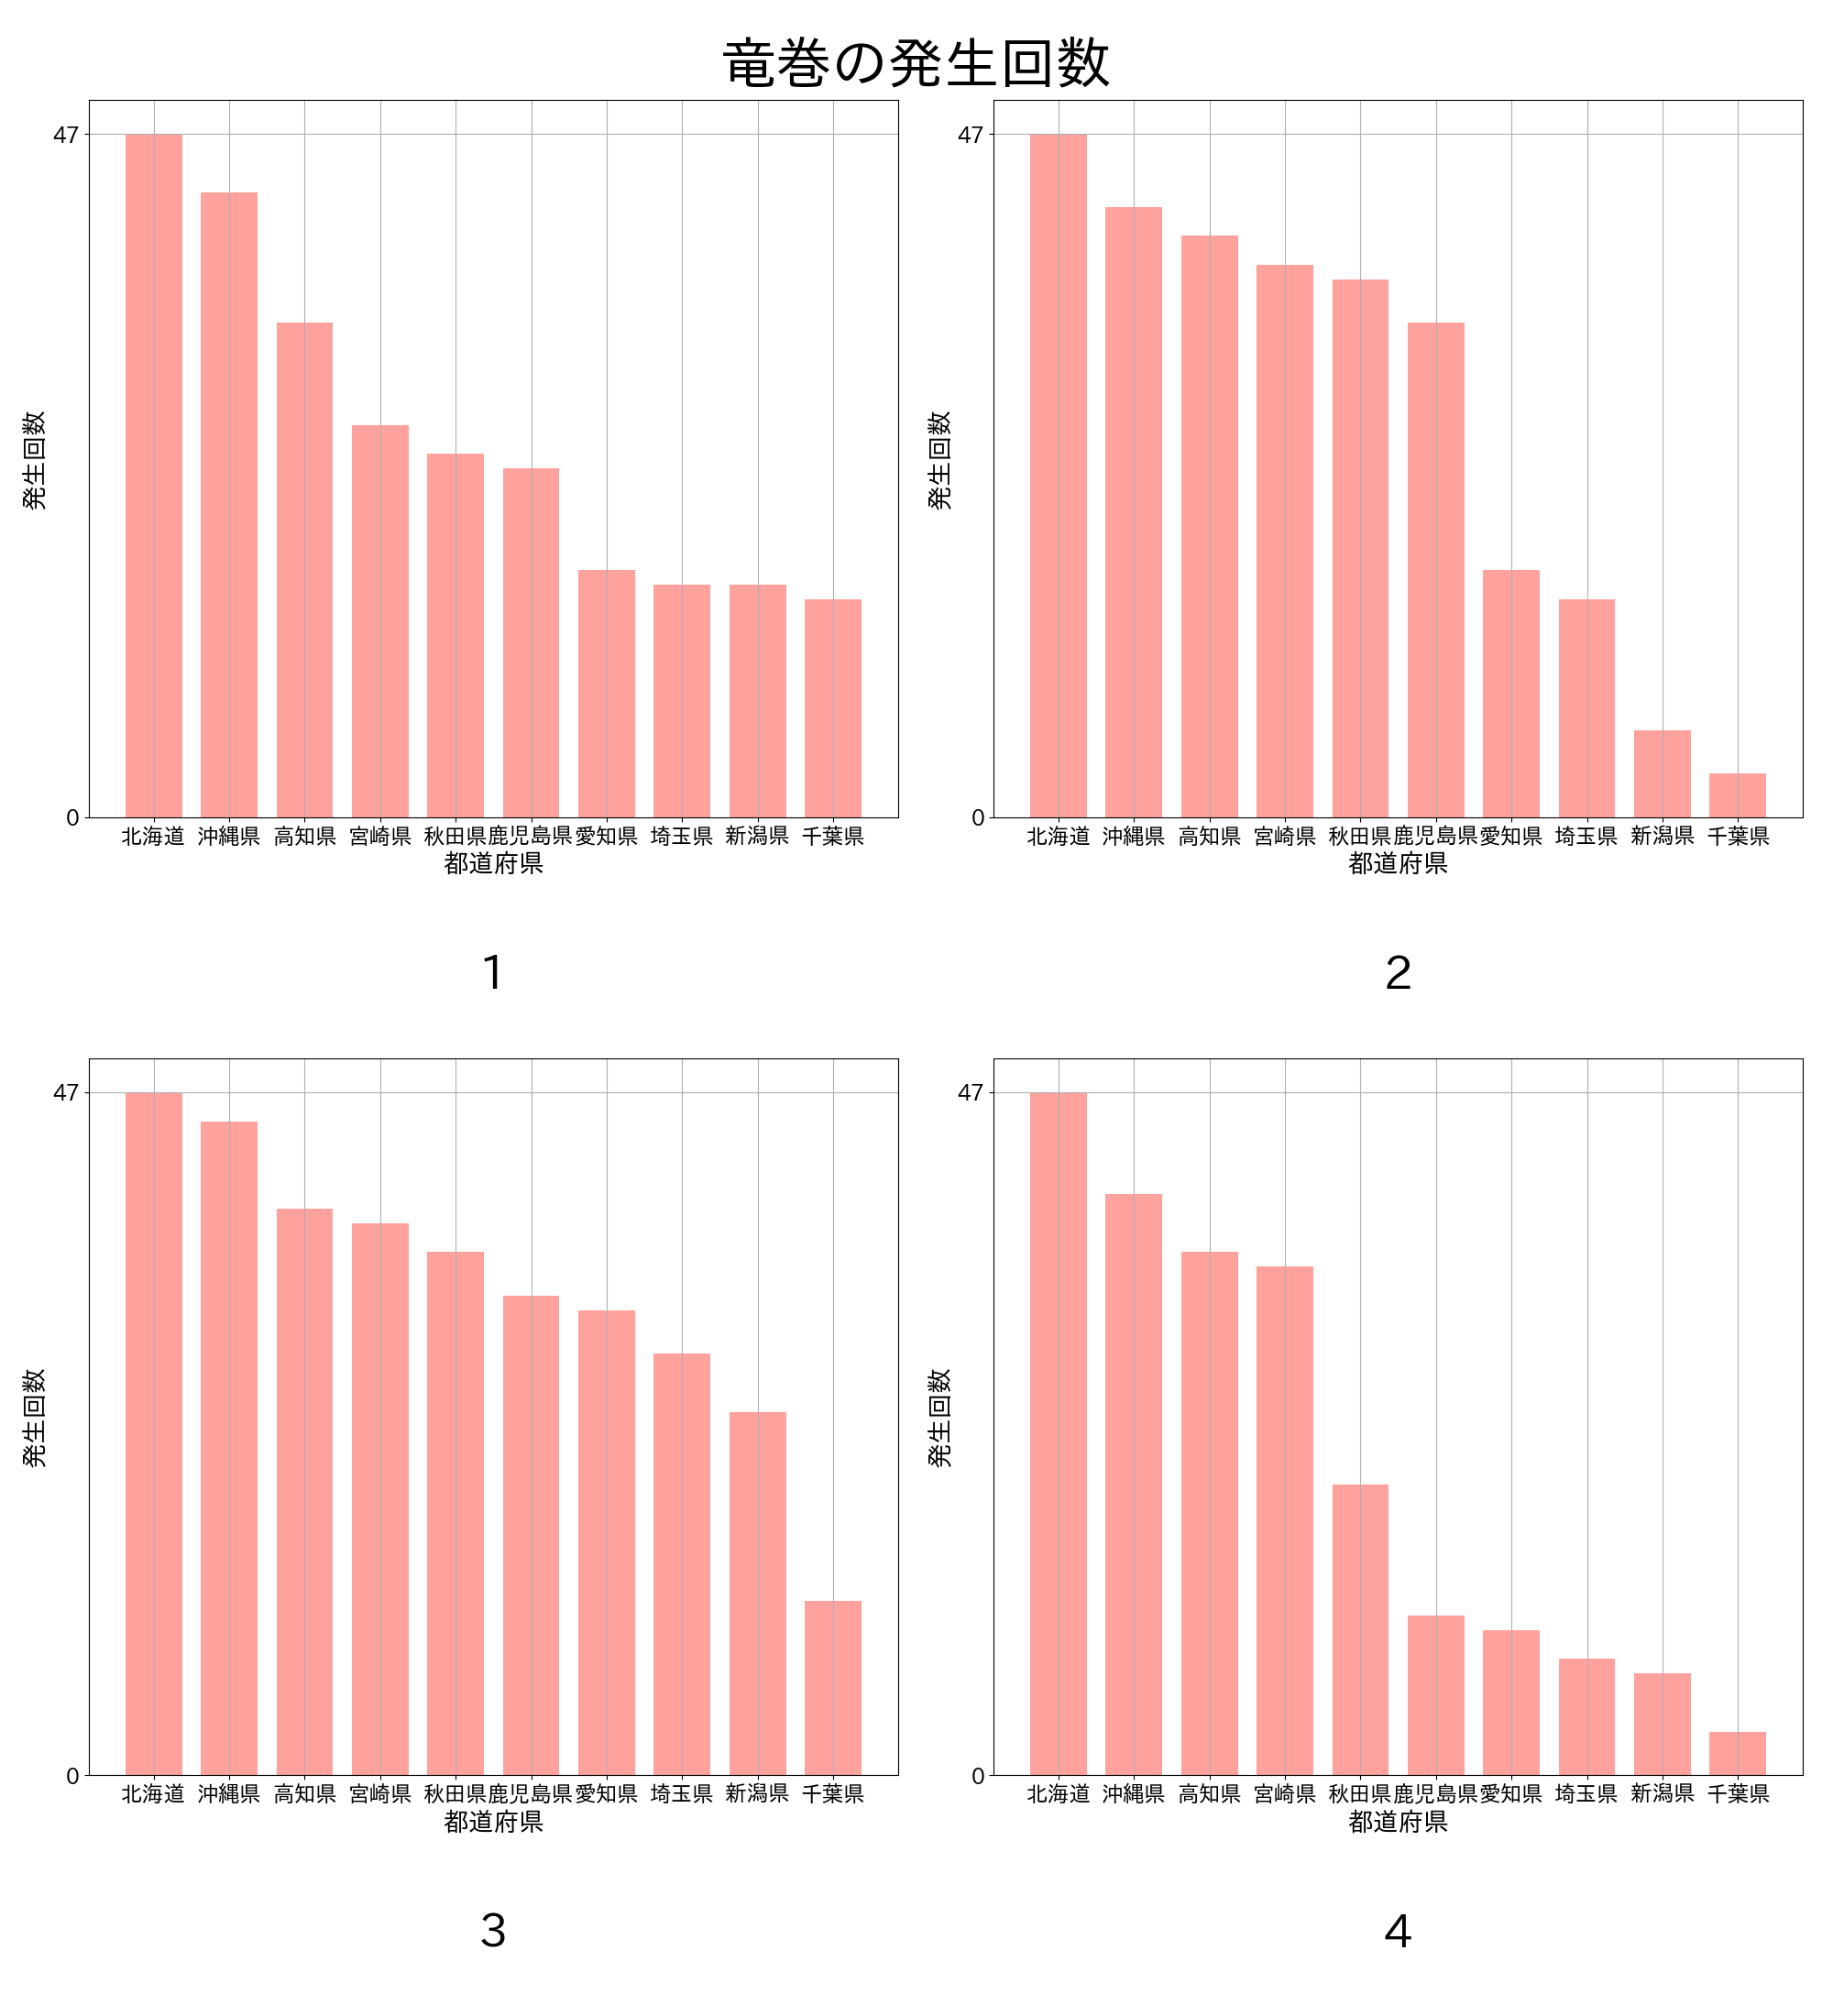 竜巻の発生回数
47
0
発生回数
北海道 沖縄県 高知県 宮崎県 秋田県 鹿児島県 愛知県 埼玉県 新潟県 千葉県
都道府県
1
47
0
発生回数
北海道 沖縄県 高知県 宮崎県 秋田県 鹿児島県 愛知県 埼玉県 新潟県 千葉県
都道府県
2
47
0
発生回数
北海道 沖縄県 高知県 宮崎県 秋田県 鹿児島県 愛知県 埼玉県 新潟県 千葉県
都道府県
3
47
0
発生回数
北海道 沖縄県 高知県 宮崎県 秋田県 鹿児島県 愛知県 埼玉県 新潟県 千葉県
都道府県
4